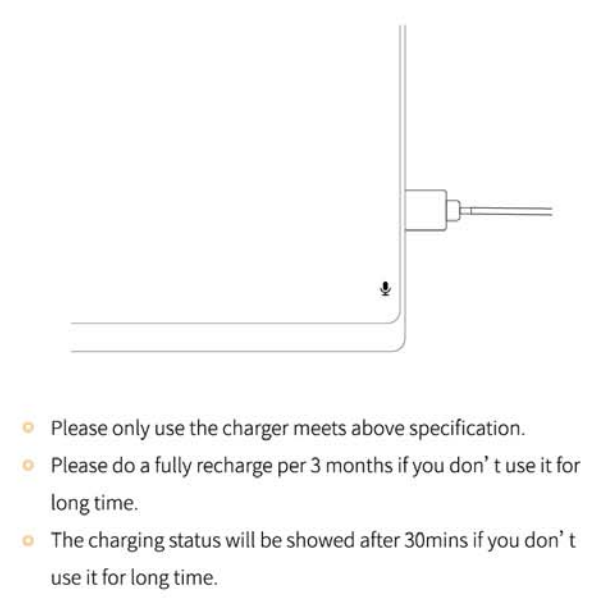 Please only use the charger meets above specification.
Please do a fully recharge per 3 months if you don’ t use it for
long time.
The charging status will be showed after 30mins if you don’ t
use it for long time.